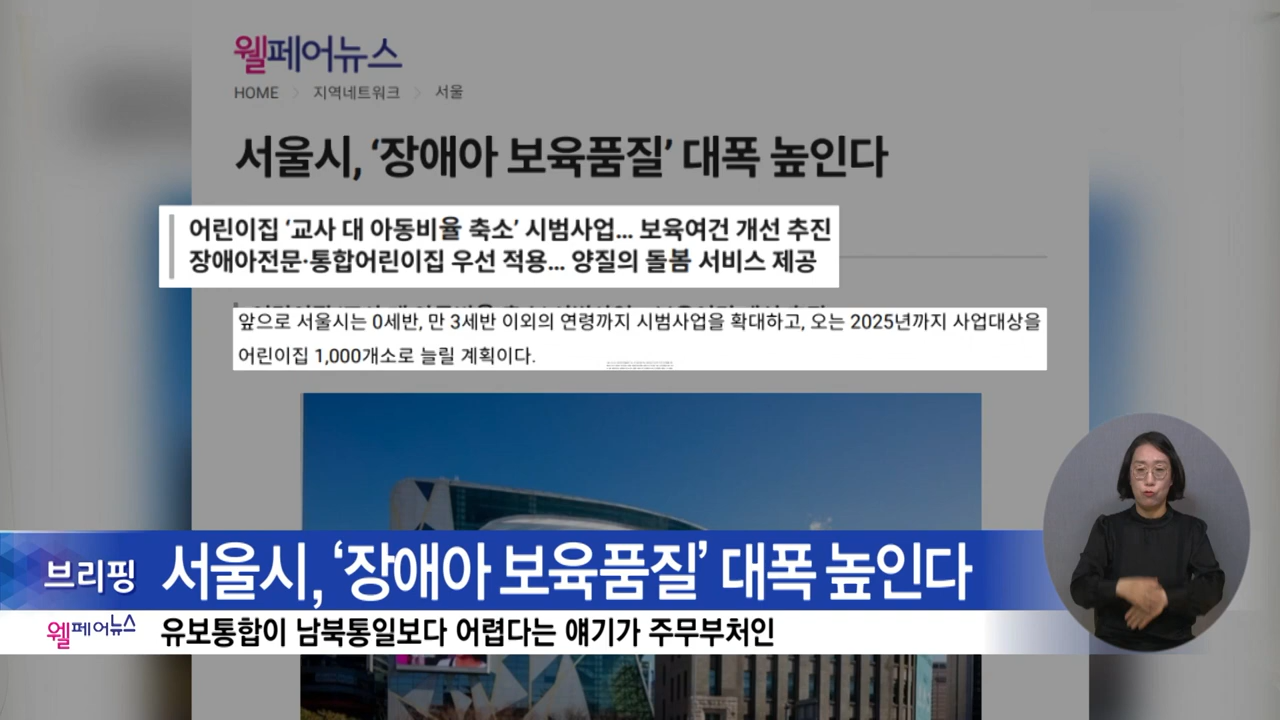 웰페어뉴스
HOME > 지역네트워크 > 서울
서울시, ‘장애아 보육품질’ 대폭 높인다
어린이집 ‘교사 대 아동비율 축소’ 시범사업... 보육여건 개선 추진
장애아전문·통합어린이집 우선 적용... 양질의 돌봄 서비스 제공
앞으로 서울시는 0세반, 만 3세반 이외의 연령까지 시범사업을 확대하고, 오는 2025년까지 사업대상을
어린이집 1,000개소로 늘릴 계획이다.
브리핑 서울시, ‘장애아 보육품질’ 대폭 높인다
웰페어뉴스 유보통합이 남북통일보다 어렵다는 얘기가 주무부처인